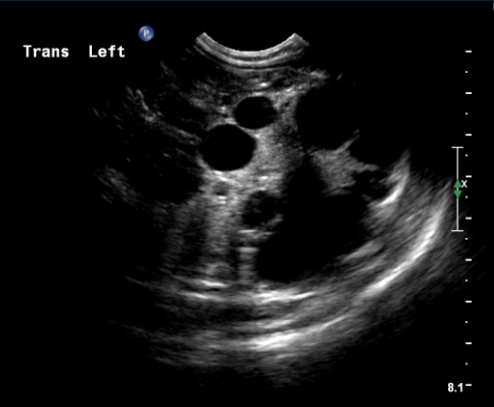 P
Trans Left
x
8.1